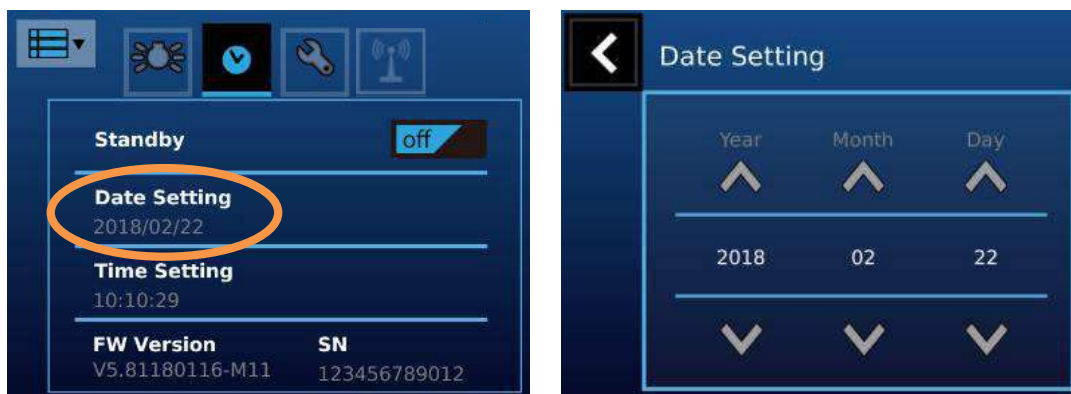 Standby
off
Date Setting
2018/02/22
Time Setting
10:10:29
FW Version SN
V5.81180116-M11 123456789012
Date Setting
Year Month Day
2018 02 22